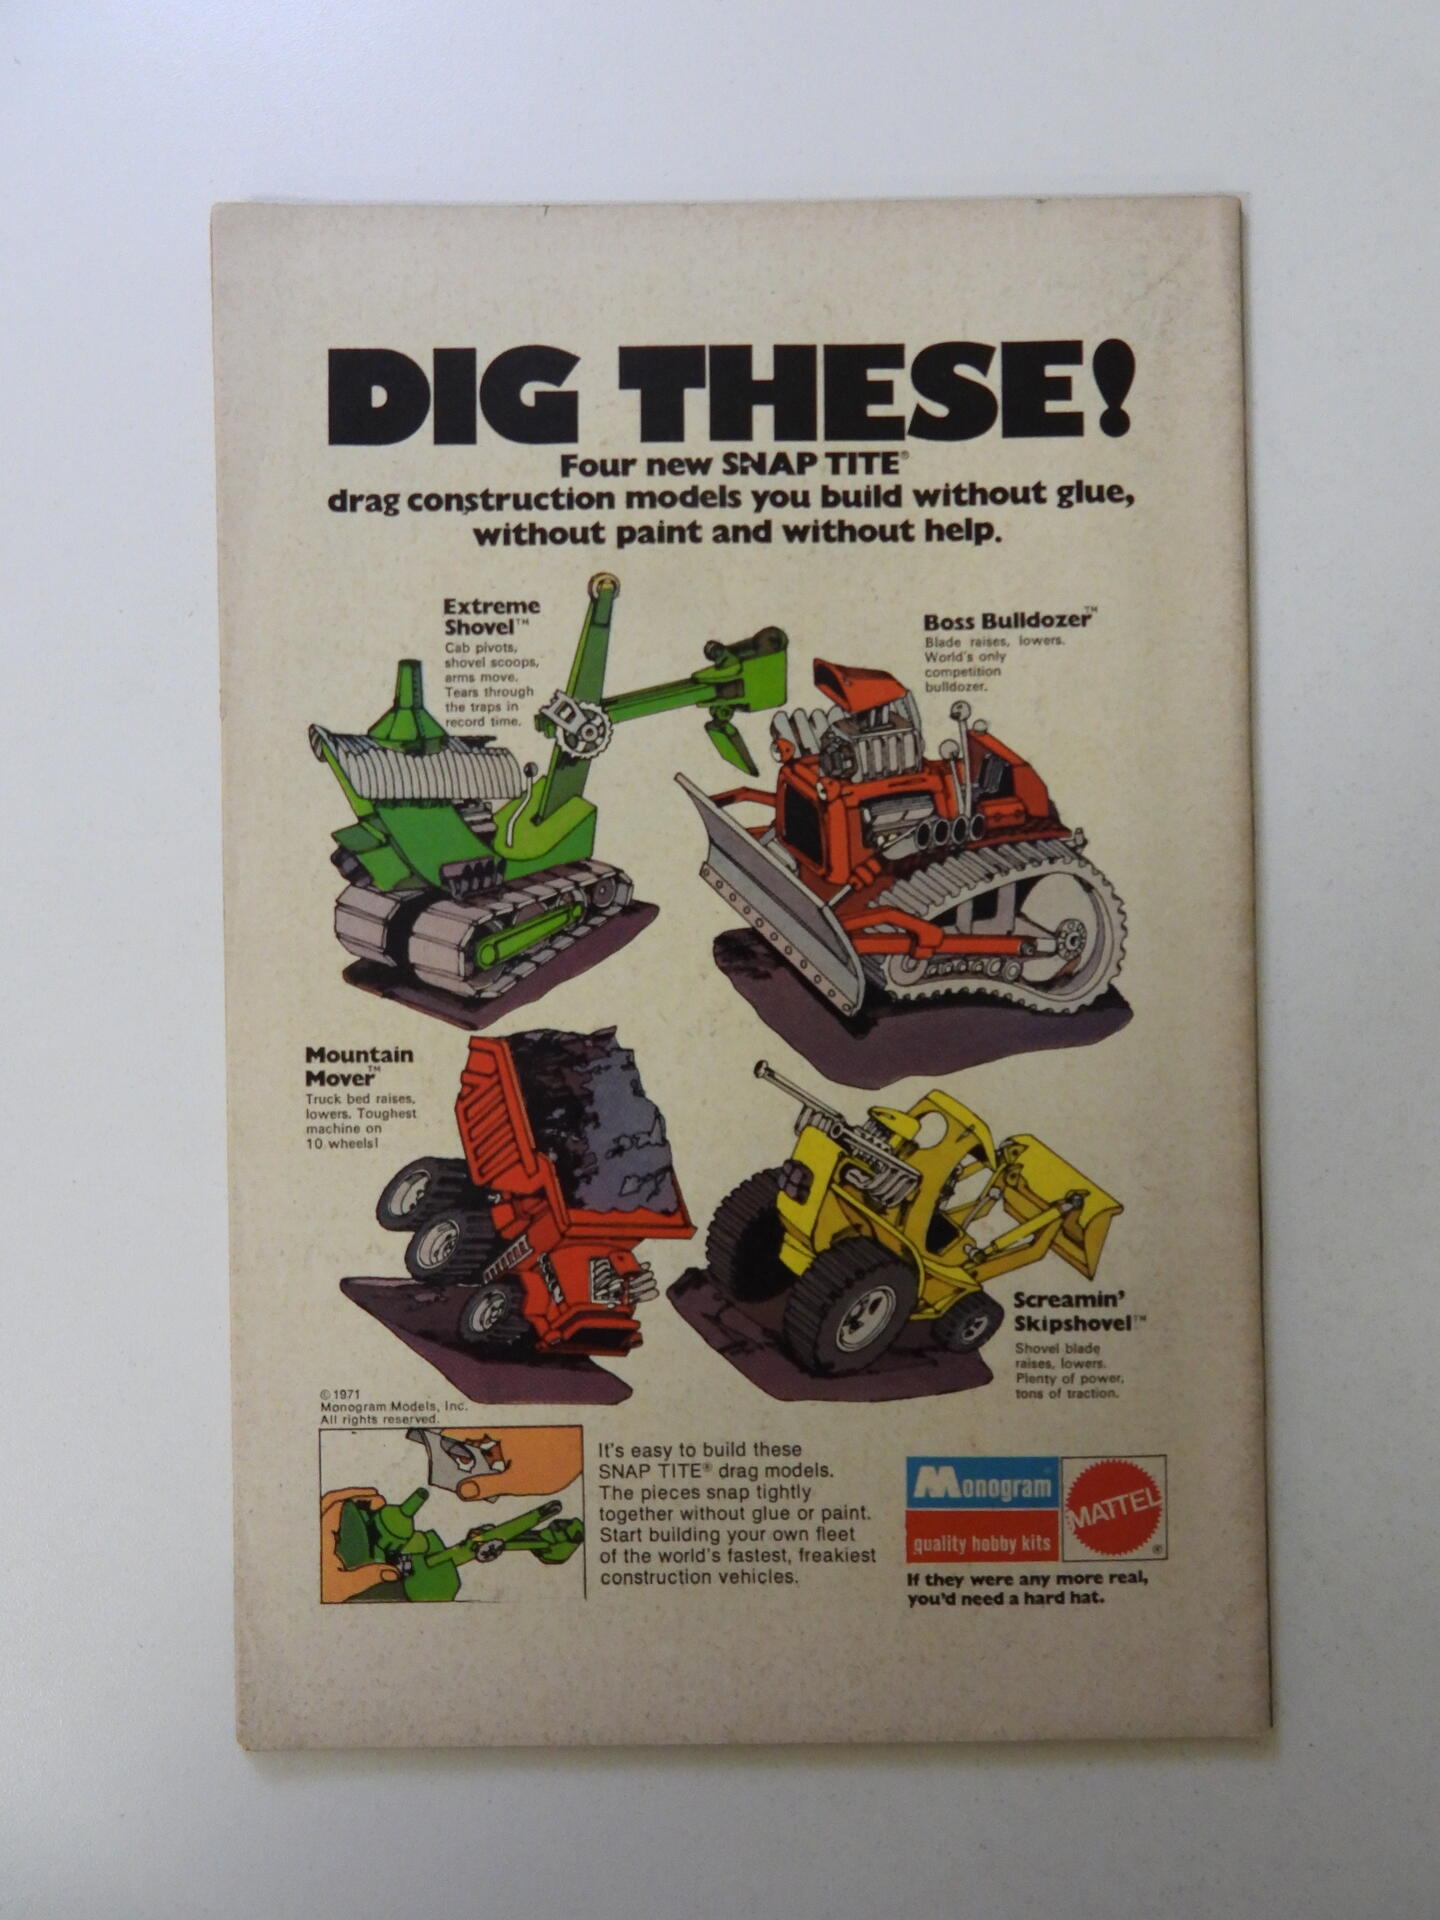 DIG THESE!
Four new SNAP TITE®
drag construction models you build without glue,
without paint and without help.
Extreme
Shovel™
Cab pivots,
shovel scoops,
arms move.
Tears through
the traps in
record time.
Boss Bulldozer™
Blade raises, lowers.
World's only
competition
bulldozer.
Mountain
Mover™
Truck bed raises,
lowers. Toughest
machine on
10 wheels!
Screamin'
Skipshovel™
Shovel blade
raises, lowers.
Plenty of power,
tons of traction.
© 1971
Monogram Models, Inc.
All rights reserved.
It's easy to build these
SNAP TITE® drag models.
The pieces snap tightly
together without glue or paint.
Start building your own fleet
of the world's fastest, freakiest
construction vehicles.
Monogram®
quality hobby kits
MATTEL
®
If they were any more real,
you'd need a hard hat.